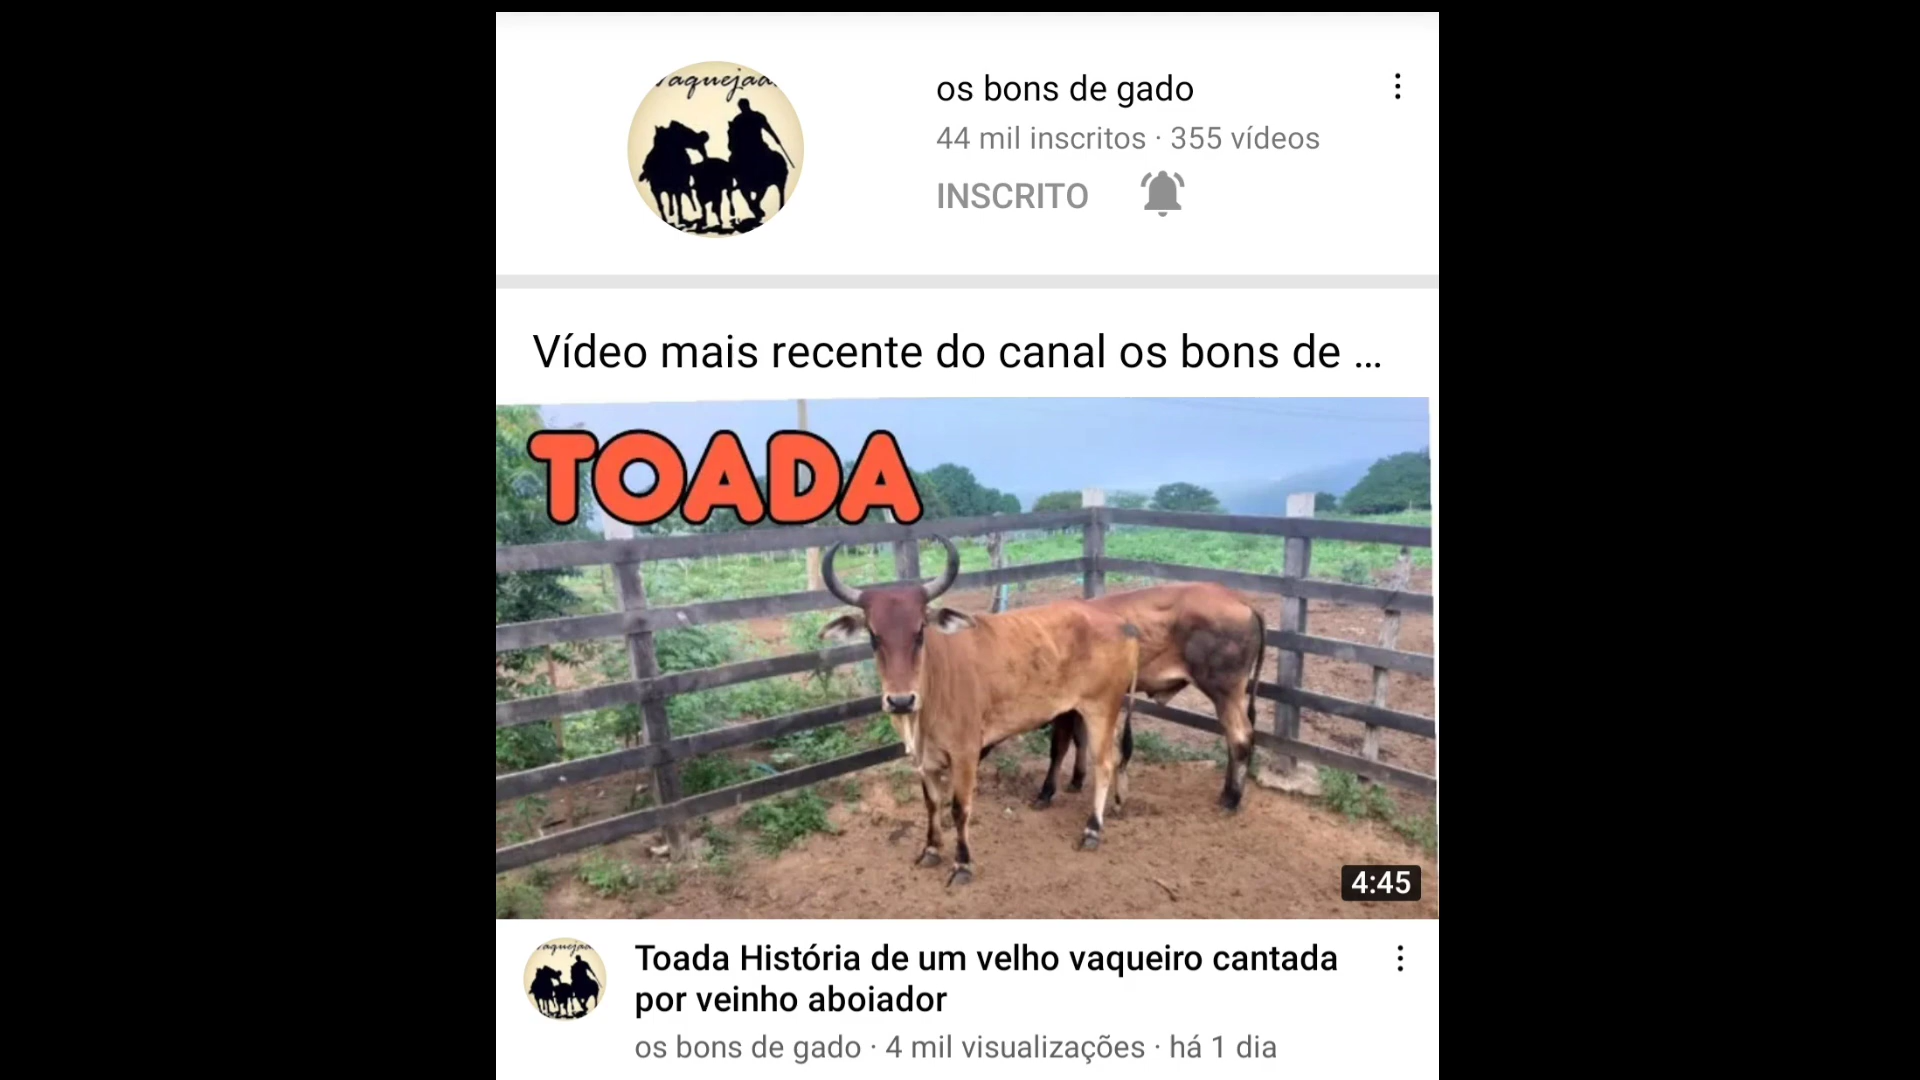 os bons de gado
44 mil inscritos · 355 vídeos
INSCRITO
Vídeo mais recente do canal os bons de ...
TOADA
4:45
Toada História de um velho vaqueiro cantada
por veinho aboiador
os bons de gado · 4 mil visualizações · há 1 dia